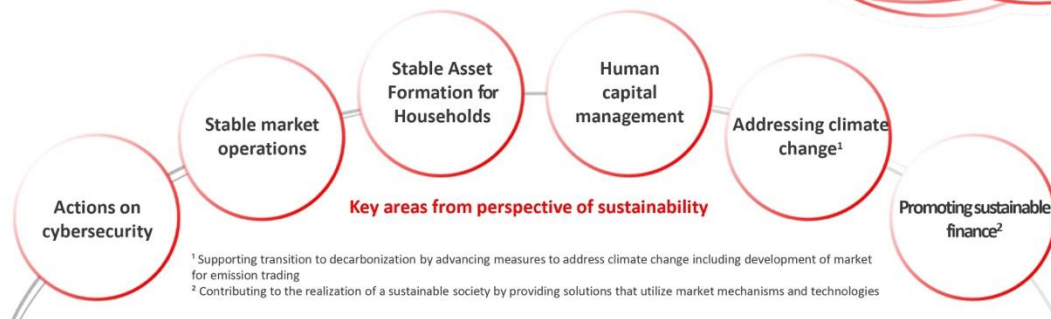 Actions on
cybersecurity
Stable market
operations
Stable Asset
Formation for
Households
Human
capital
management
Addressing climate
change¹
Promoting sustainable
finance²
Key areas from perspective of sustainability
¹ Supporting transition to decarbonization by advancing measures to address climate change including development of market
for emission trading
² Contributing to the realization of a sustainable society by providing solutions that utilize market mechanisms and technologies